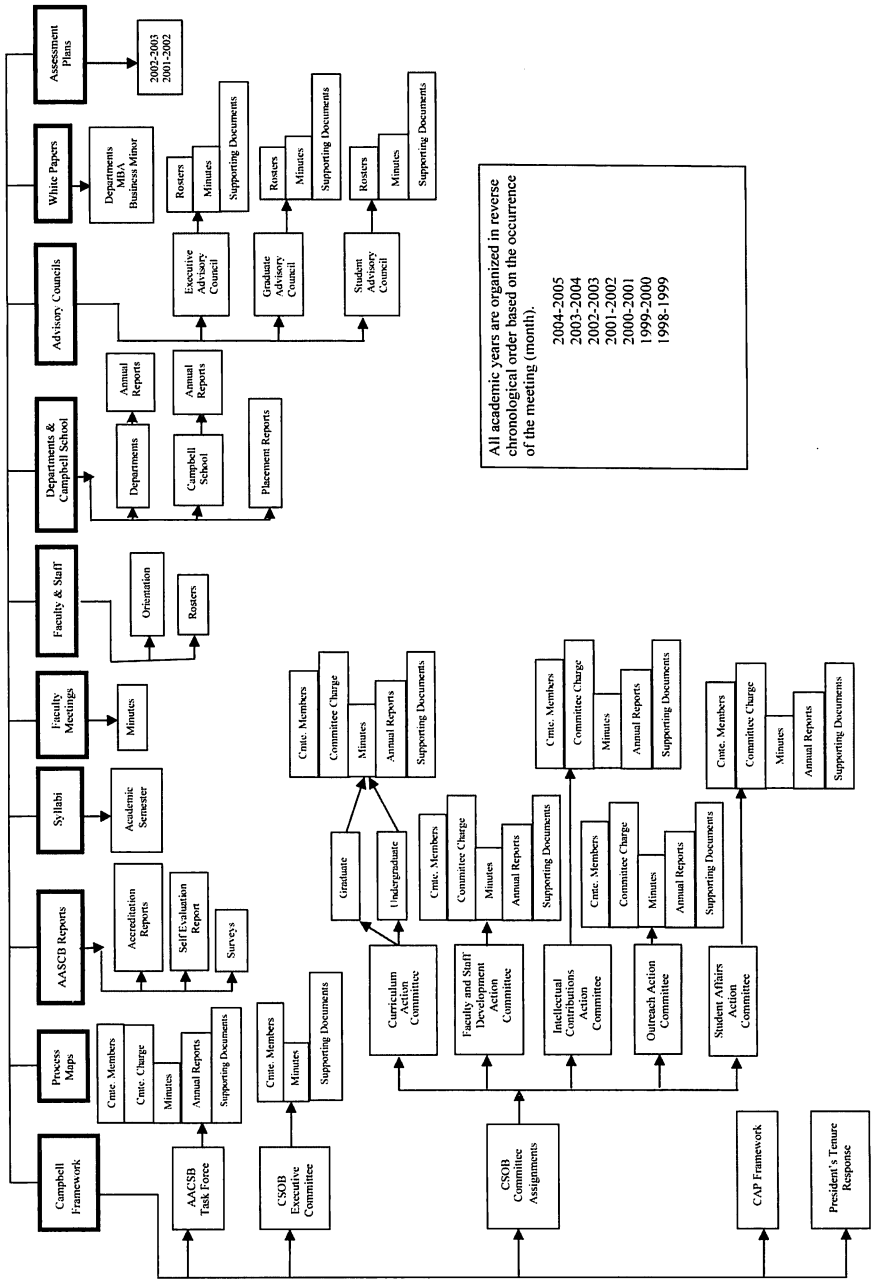 Campbell
Framework
Process
Maps
AASCB Reports
Syllabi
Faculty
Meetings
Faculty & Staff
Departments &
Campbell School
Advisory Councils
White Papers
Assessment
Plans
AACSB
Task Force
Cmte. Members
Cmte. Charge
Minutes
Annual Reports
Supporting Documents
CSOB
Executive
Committee
Cmte. Members
Minutes
Supporting Documents
CSOB
Committee
Assignments
CAP Framework
President's Tenure
Response
Accreditation
Reports
Self Evaluation
Report
Surveys
Academic
Semester
Minutes
Orientation
Rosters
Departments
Annual
Reports
Campbell
School
Annual
Reports
Placement Reports
Executive
Advisory
Council
Rosters
Minutes
Supporting Documents
Graduate
Advisory
Council
Rosters
Minutes
Supporting Documents
Student
Advisory
Council
Rosters
Minutes
Supporting Documents
Departments
MBA
Business Minor
2002-2003
2001-2002
Curriculum
Action
Committee
Graduate
Undergraduate
Cmte. Members
Committee Charge
Minutes
Annual Reports
Supporting Documents
Faculty and Staff
Development
Action
Committee
Cmte. Members
Committee Charge
Minutes
Annual Reports
Supporting Documents
Intellectual
Contributions
Action
Committee
Cmte. Members
Committee Charge
Minutes
Annual Reports
Supporting Documents
Outreach Action
Committee
Cmte. Members
Committee Charge
Minutes
Annual Reports
Supporting Documents
Student Affairs
Action
Committee
Cmte. Members
Committee Charge
Minutes
Annual Reports
Supporting Documents
All academic years are organized in reverse
chronological order based on the occurrence
of the meeting (month).
2004-2005
2003-2004
2002-2003
2001-2002
2000-2001
1999-2000
1998-1999